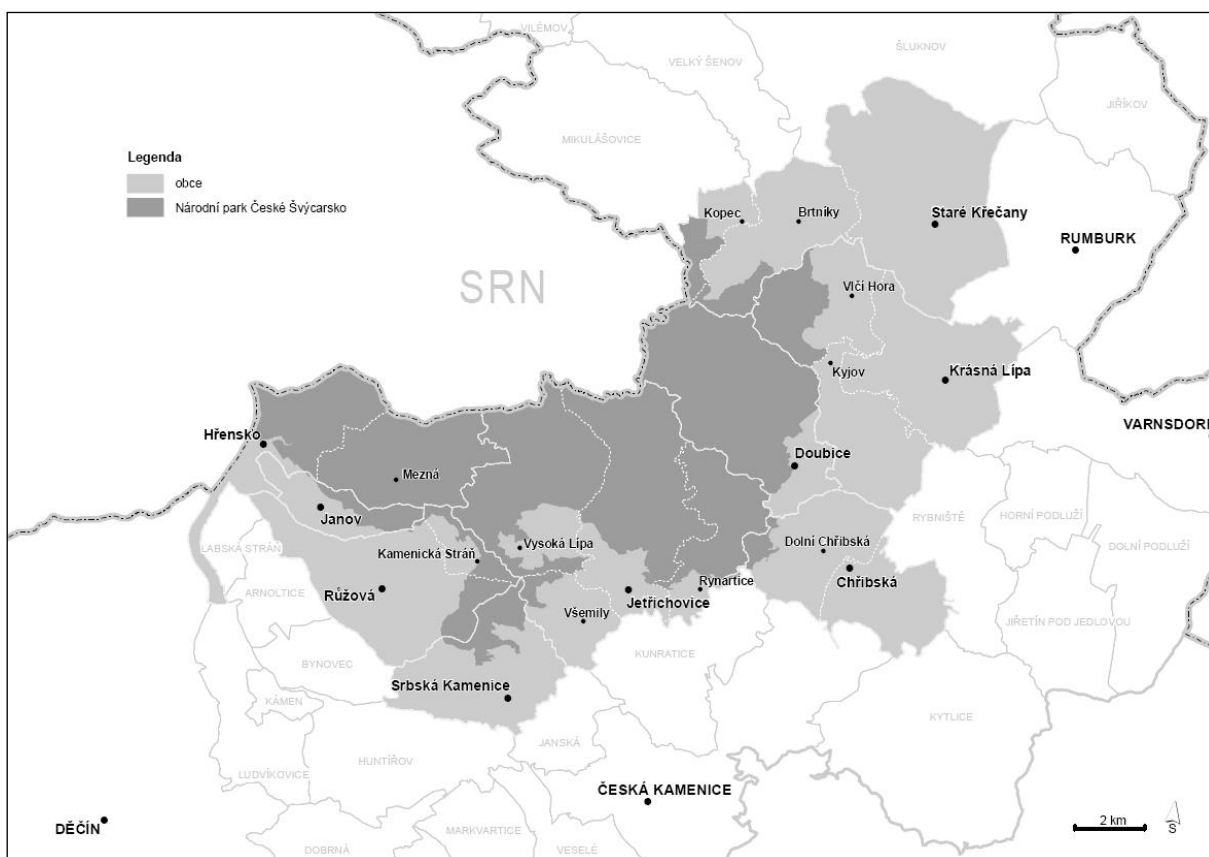 VILÉMOV
ŠLUKNOV
VELKÝ ŠENOV
JIŘÍKOV
MIKULÁŠOVICE
Legenda
obce
Národní park České Švýcarsko
Kopec
Brtníky
Staré Křečany
RUMBURK
SRN
Vlčí Hora
Kyjov
Krásná Lípa
VARNSDORF
Hřensko
Doubice
Mezná
Janov
RYBNIŠTĚ
HORNÍ PODLUŽÍ
DOLNÍ PODLUŽÍ
LABSKÁ STRÁŇ
Kamenická Stráň
Vysoká Lípa
Dolní Chřibská
Chřibská
ARNOLTICE
Růžová
Jetřichovice
Rynartice
Všemily
JIŘETÍN POD JEDLOVOU
BYNOVEC
KUNRATICE
Srbská Kamenice
KÁMEN
KYTLICE
JANSKÁ
HUNTÍŘOV
LUDVÍKOVICE
ČESKÁ KAMENICE
DĚČÍN
MARKVARTICE
DOBRNÁ
VESELÉ
2 km
S